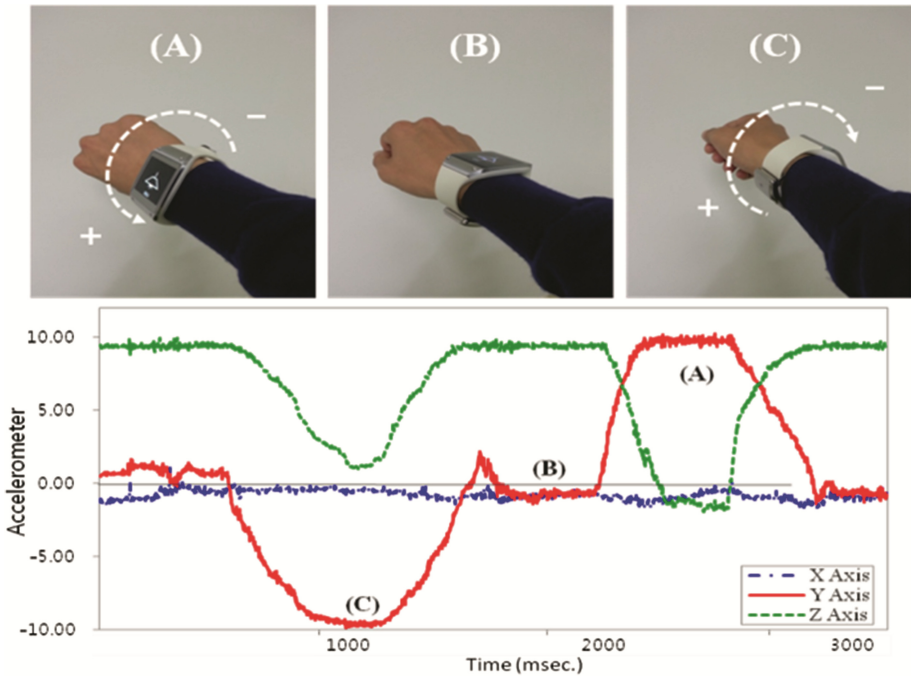 (A) (B) (C)
−
−
+
+
10.00
5.00
0.00
−5.00
−10.00
Accelerometer
(A)
(B)
(C)
X Axis
Y Axis
Z Axis
1000 2000 3000
Time (msec.)